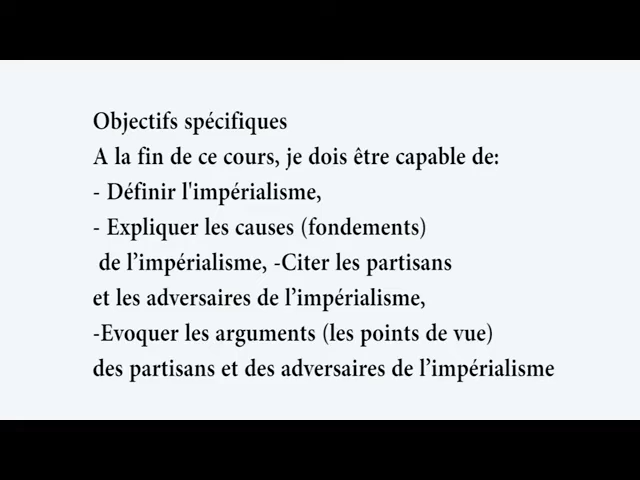 Objectifs spécifiques
A la fin de ce cours, je dois être capable de:
- Définir l'impérialisme,
- Expliquer les causes (fondements)
de l’impérialisme, -Citer les partisans
et les adversaires de l’impérialisme,
-Evoquer les arguments (les points de vue)
des partisans et des adversaires de l’impérialisme